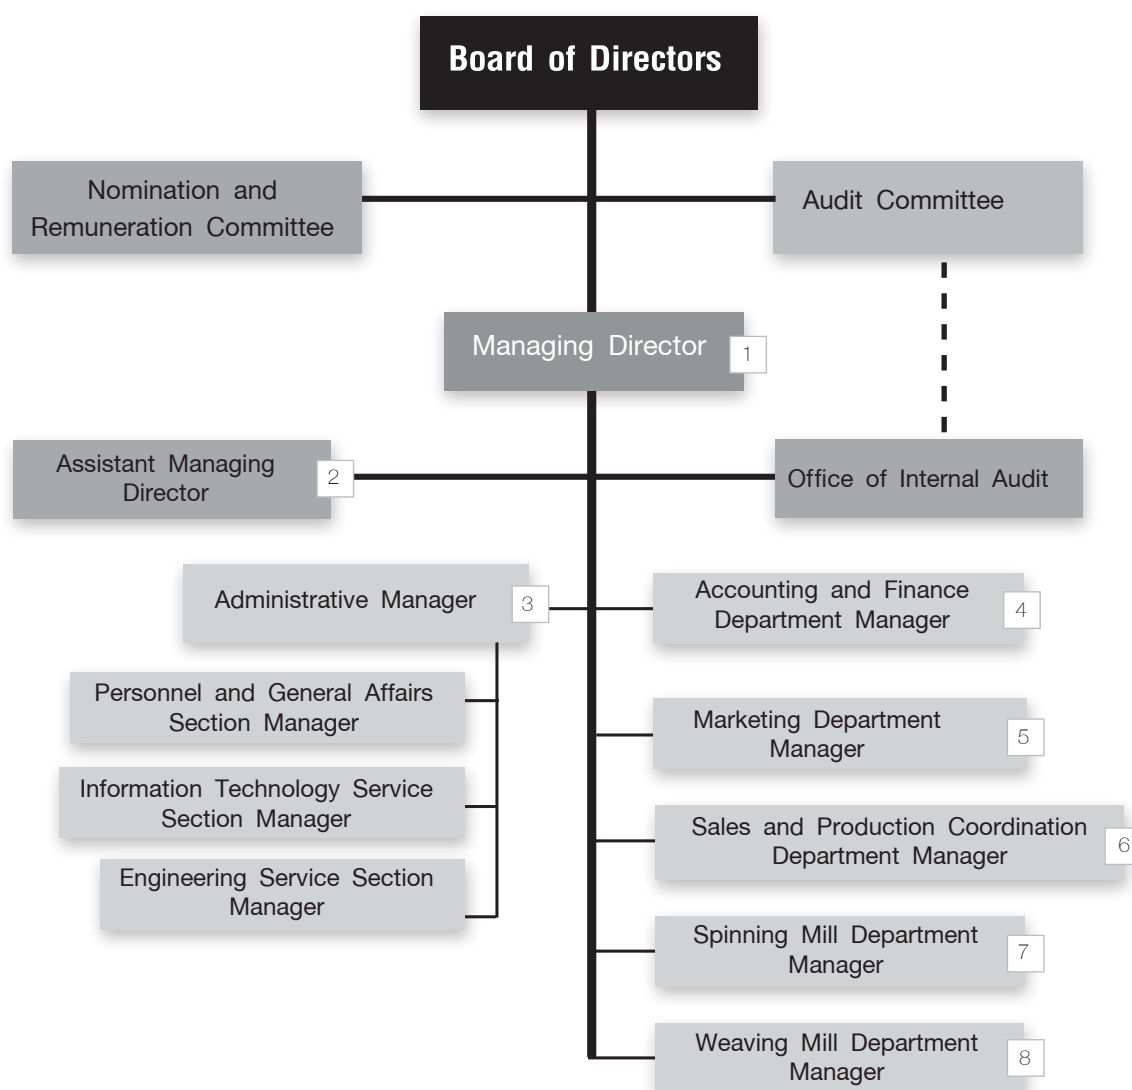 Board of Directors
Nomination and
Remuneration Committee
Audit Committee
Managing Director
1
Assistant Managing
Director
2
Office of Internal Audit
Administrative Manager
3
Accounting and Finance
Department Manager
4
Personnel and General Affairs
Section Manager
Marketing Department
Manager
5
Information Technology Service
Section Manager
Sales and Production Coordination
Department Manager
6
Engineering Service Section
Manager
Spinning Mill Department
Manager
7
Weaving Mill Department
Manager
8